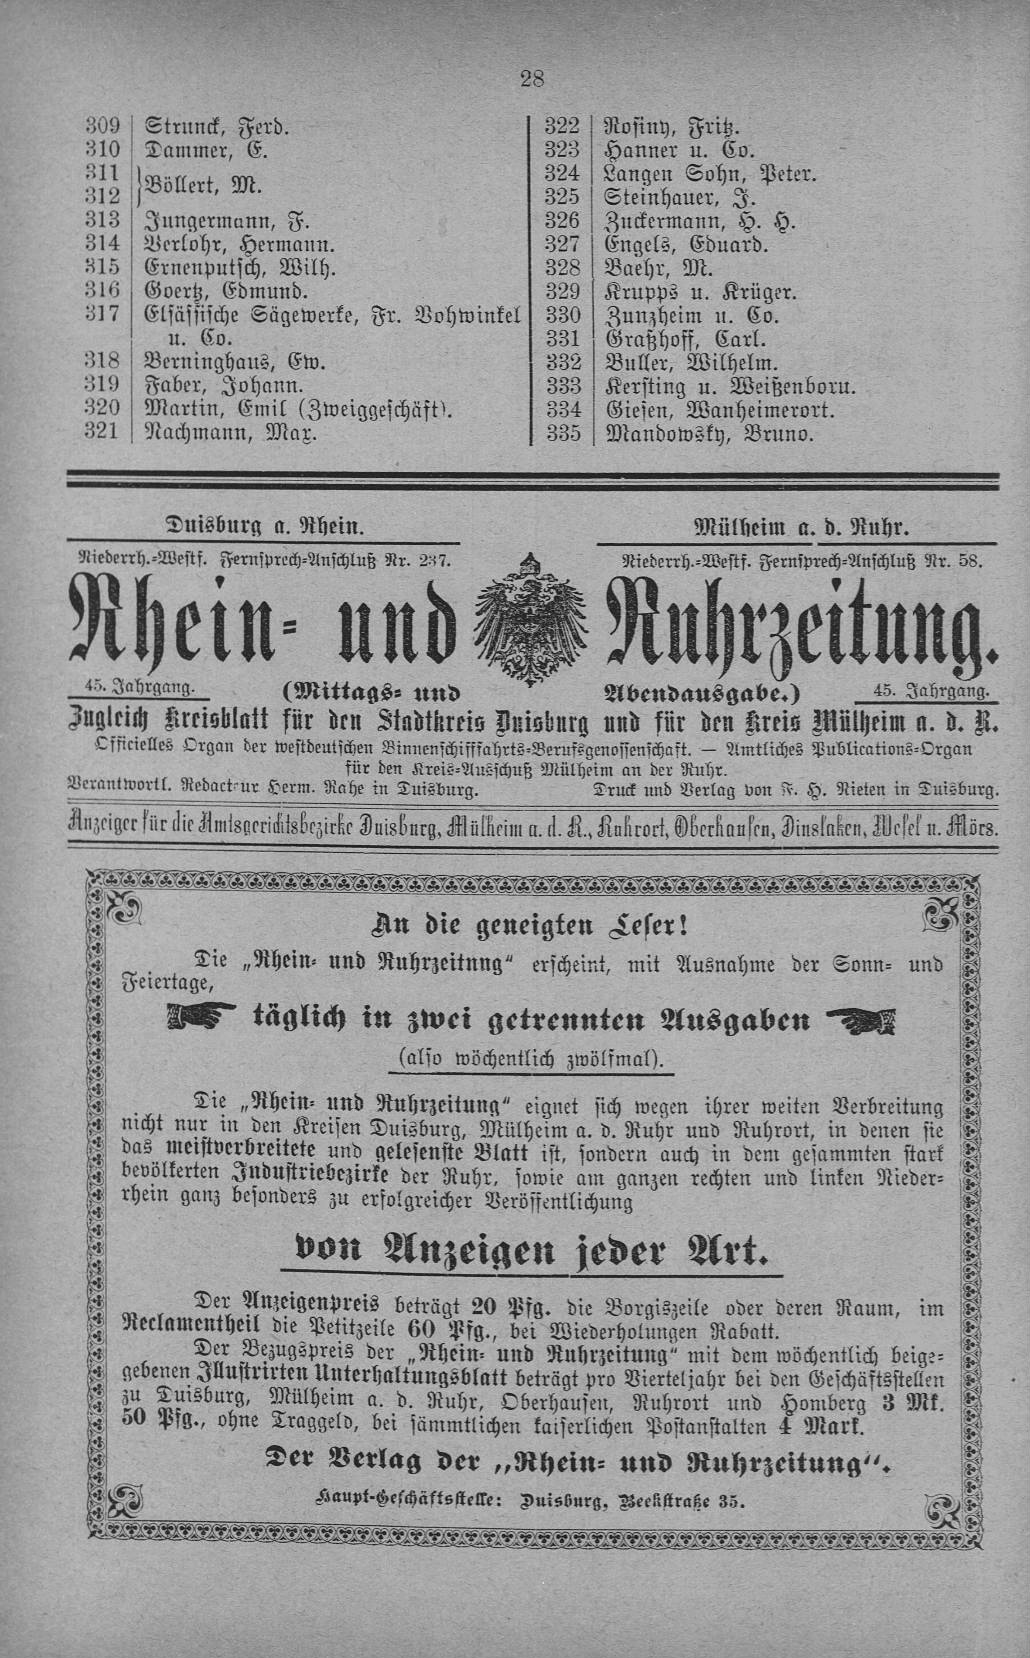 28
309 Strunck, Ferd.
310 Dammer, E.
311
312 } Böllert, M.
313 Jungermann, F.
314 Verlohr, Hermann.
315 Ernenputsch, Wilh.
316 Goertz, Edmund.
317 Elsässische Sägewerke, Fr. Vohwinkel
u. Co.
318 Berninghaus, Ew.
319 Faber, Johann.
320 Martin, Emil (Zweiggeschäft).
321 Nachmann, Max.
322 Rosiny, Fritz.
323 Hanner u. Co.
324 Langen Sohn, Peter.
325 Steinhauer, J.
326 Zuckermann, H. H.
327 Engels, Eduard.
328 Baehr, M.
329 Krupps u. Krüger.
330 Zunzheim u. Co.
331 Graßhoff, Carl.
332 Buller, Wilhelm.
333 Kersting u. Weißenborn.
334 Giesen, Wanheimerort.
335 Mandowsky, Bruno.
Duisburg a. Rhein. Mülheim a. d. Ruhr.
Niederrh.-Westf. Fernsprech-Anschluß Nr. 237. Niederrh.-Westf. Fernsprech-Anschluß Nr. 58.
Rhein- und Ruhrzeitung.
45. Jahrgang. (Mittags- und Abendausgabe.) 45. Jahrgang.
Zugleich Kreisblatt für den Stadtkreis Duisburg und für den Kreis Mülheim a. d. R.
Officielles Organ der westdeutschen Binnenschifffahrts-Berufsgenossenschaft. — Amtliches Publications-Organ
für den Kreis-Ausschuß Mülheim an der Ruhr.
Verantwortl. Redacteur Herm. Rahe in Duisburg. Druck und Verlag von F. H. Nieten in Duisburg.
Anzeiger für die Amtsgerichtsbezirke Duisburg, Mülheim a. d. R., Ruhrort, Oberhausen, Dinslaken, Wesel u. Mörs.
An die geneigten Leser!
Die „Rhein- und Ruhrzeitung“ erscheint, mit Ausnahme der Sonn- und
Feiertage,
täglich in zwei getrennten Ausgaben
(also wöchentlich zwölfmal).
Die „Rhein- und Ruhrzeitung“ eignet sich wegen ihrer weiten Verbreitung
nicht nur in den Kreisen Duisburg, Mülheim a. d. Ruhr und Ruhrort, in denen sie
das meistverbreitete und gelesenste Blatt ist, sondern auch in dem gesammten stark
bevölkerten Industriebezirke der Ruhr, sowie am ganzen rechten und linken Nieder-
rhein ganz besonders zu erfolgreicher Veröffentlichung
von Anzeigen jeder Art.
Der Anzeigenpreis beträgt 20 Pfg. die Borgiszeile oder deren Raum, im
Reclamentheil die Petitzeile 60 Pfg., bei Wiederholungen Rabatt.
Der Bezugspreis der „Rhein- und Ruhrzeitung“ mit dem wöchentlich beige-
gebenen Illustrirten Unterhaltungsblatt beträgt pro Vierteljahr bei den Geschäftsstellen
zu Duisburg, Mülheim a. d. Ruhr, Oberhausen, Ruhrort und Homberg 3 Mk.
50 Pfg., ohne Traggeld, bei sämmtlichen kaiserlichen Postanstalten 4 Mark.
Der Verlag der „Rhein- und Ruhrzeitung“.
Haupt-Geschäftsstelle: Duisburg, Beekstraße 35.